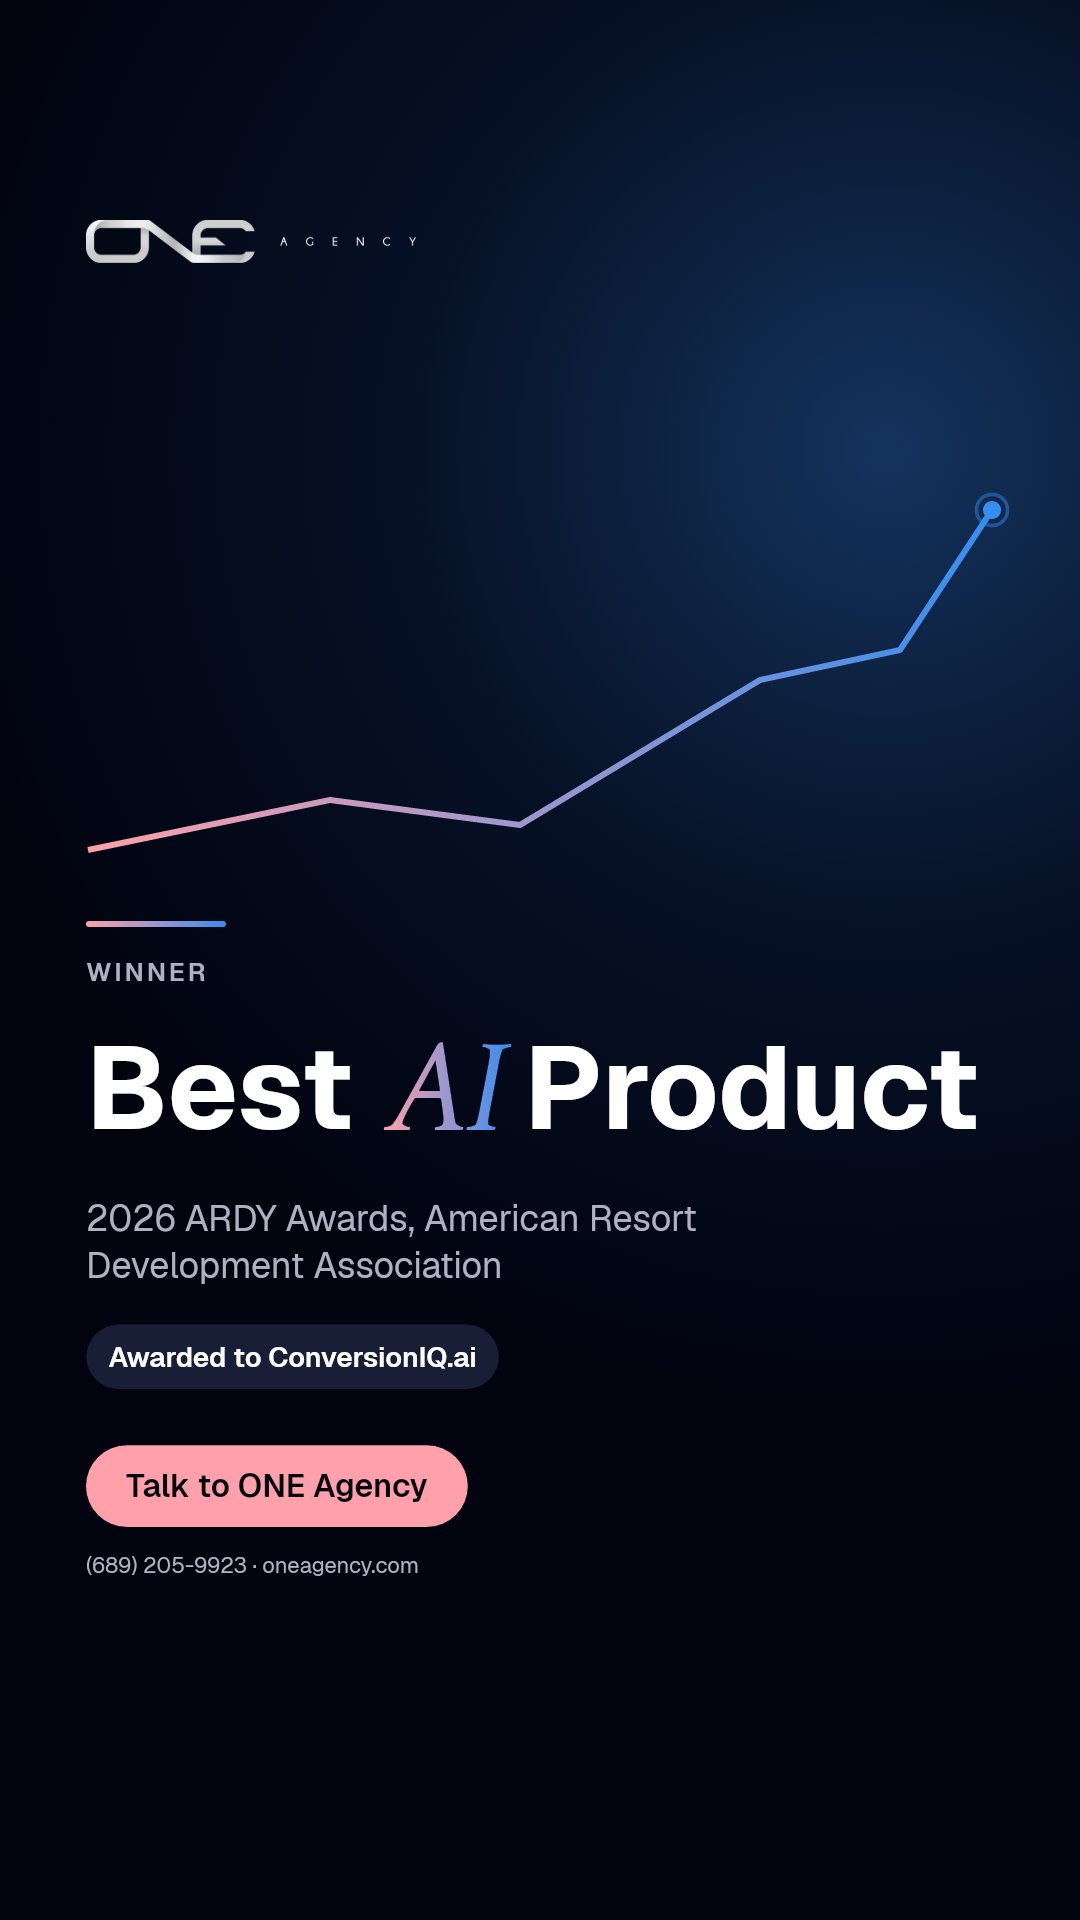 ONE AGENCY
WINNER
Best AI Product
2026 ARDY Awards, American Resort
Development Association
Awarded to ConversionIQ.ai
Talk to ONE Agency
(689) 205-9923 · oneagency.com